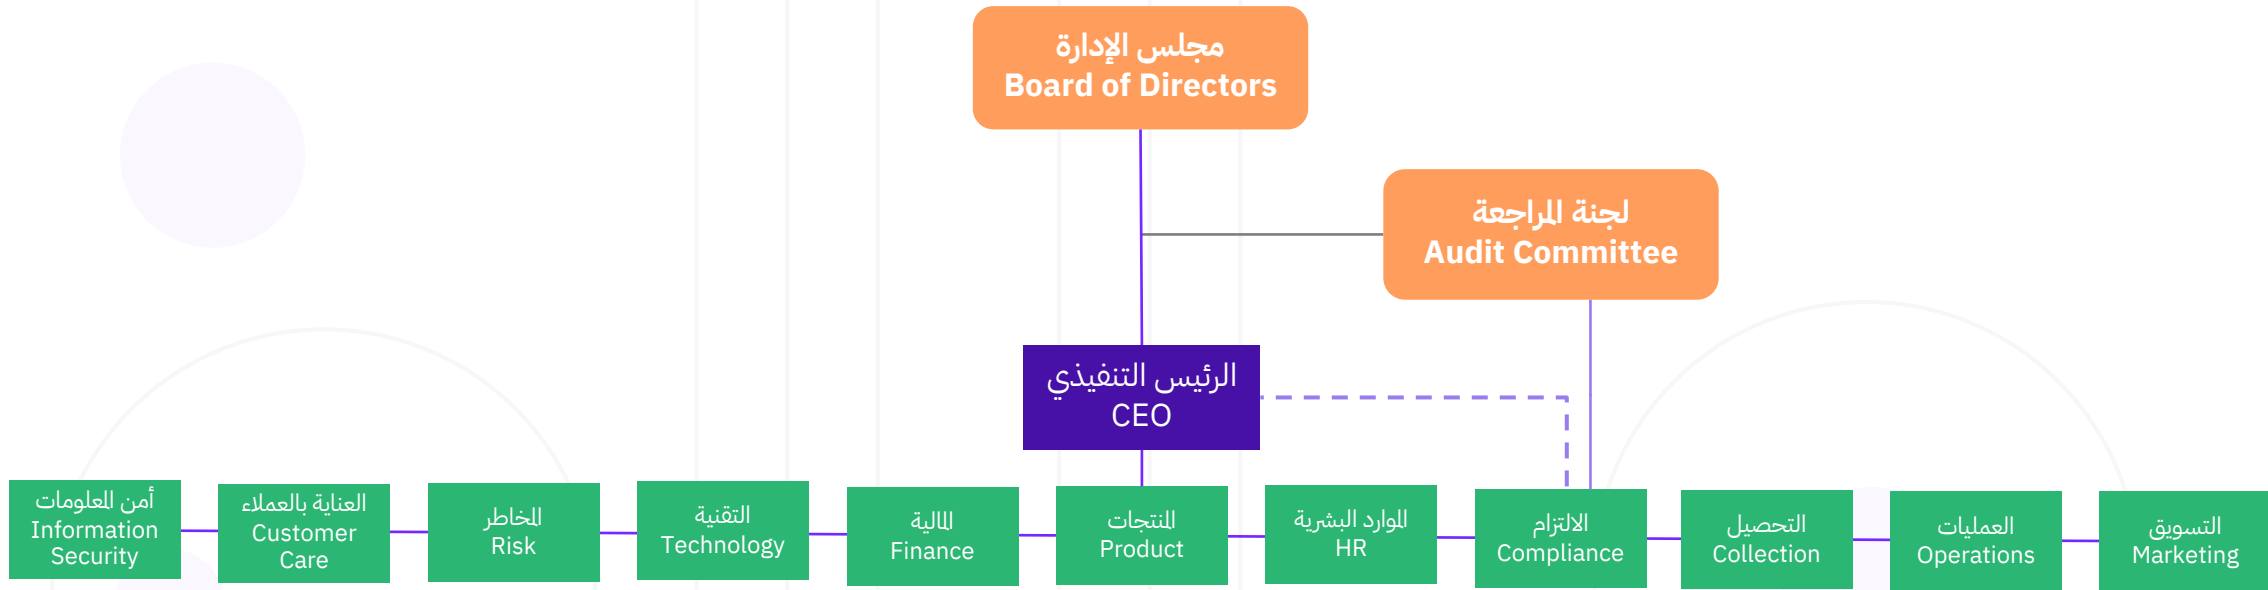 مجلس الإدارة
Board of Directors
لجنة المراجعة
Audit Committee
الرئيس التنفيذي
CEO
أمن المعلومات
Information
Security
العناية بالعملاء
Customer
Care
المخاطر
Risk
التقنية
Technology
المالية
Finance
المنتجات
Product
الموارد البشرية
HR
الالتزام
Compliance
التحصيل
Collection
العمليات
Operations
التسويق
Marketing